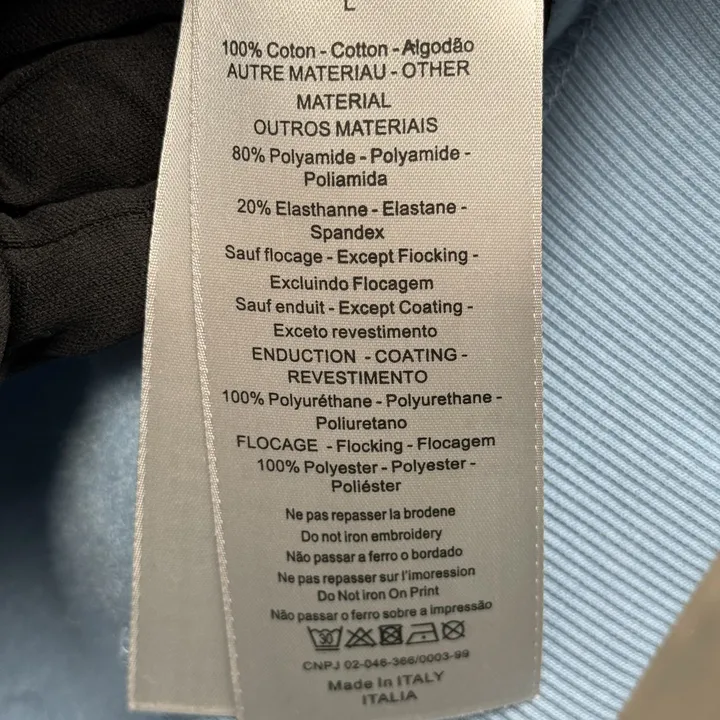 L
100% Coton - Cotton - Algodão
AUTRE MATERIAU - OTHER
MATERIAL
OUTROS MATERIAIS
80% Polyamide - Polyamide -
Poliamida
20% Elasthanne - Elastane -
Spandex
Sauf flocage - Except Fiocking -
Excluindo Flocagem
Sauf enduit - Except Coating -
Exceto revestimento
ENDUCTION - COATING -
REVESTIMENTO
100% Polyuréthane - Polyurethane -
Poliuretano
FLOCAGE - Flocking - Flocagem
100% Polyester - Polyester -
Poliéster
Ne pas repasser la brodene
Do not iron embroidery
Não passar a ferro o bordado
Ne pas repasser sur l'imoression
Do Not iron On Print
Não passar o ferro sobre a impressão
30
CNPJ 02-046-366/0003-99
Made In ITALY
ITALIA